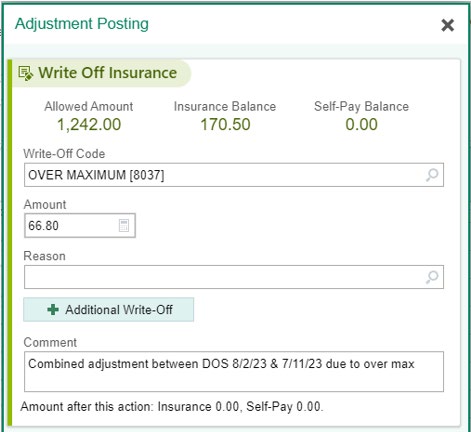 Adjustment Posting
Write Off Insurance
Allowed Amount Insurance Balance Self-Pay Balance
1,242.00 170.50 0.00
Write-Off Code
OVER MAXIMUM [8037]
Amount
66.80
Reason
Additional Write-Off
Comment
Combined adjustment between DOS 8/2/23 & 7/11/23 due to over max
Amount after this action: Insurance 0.00, Self-Pay 0.00.